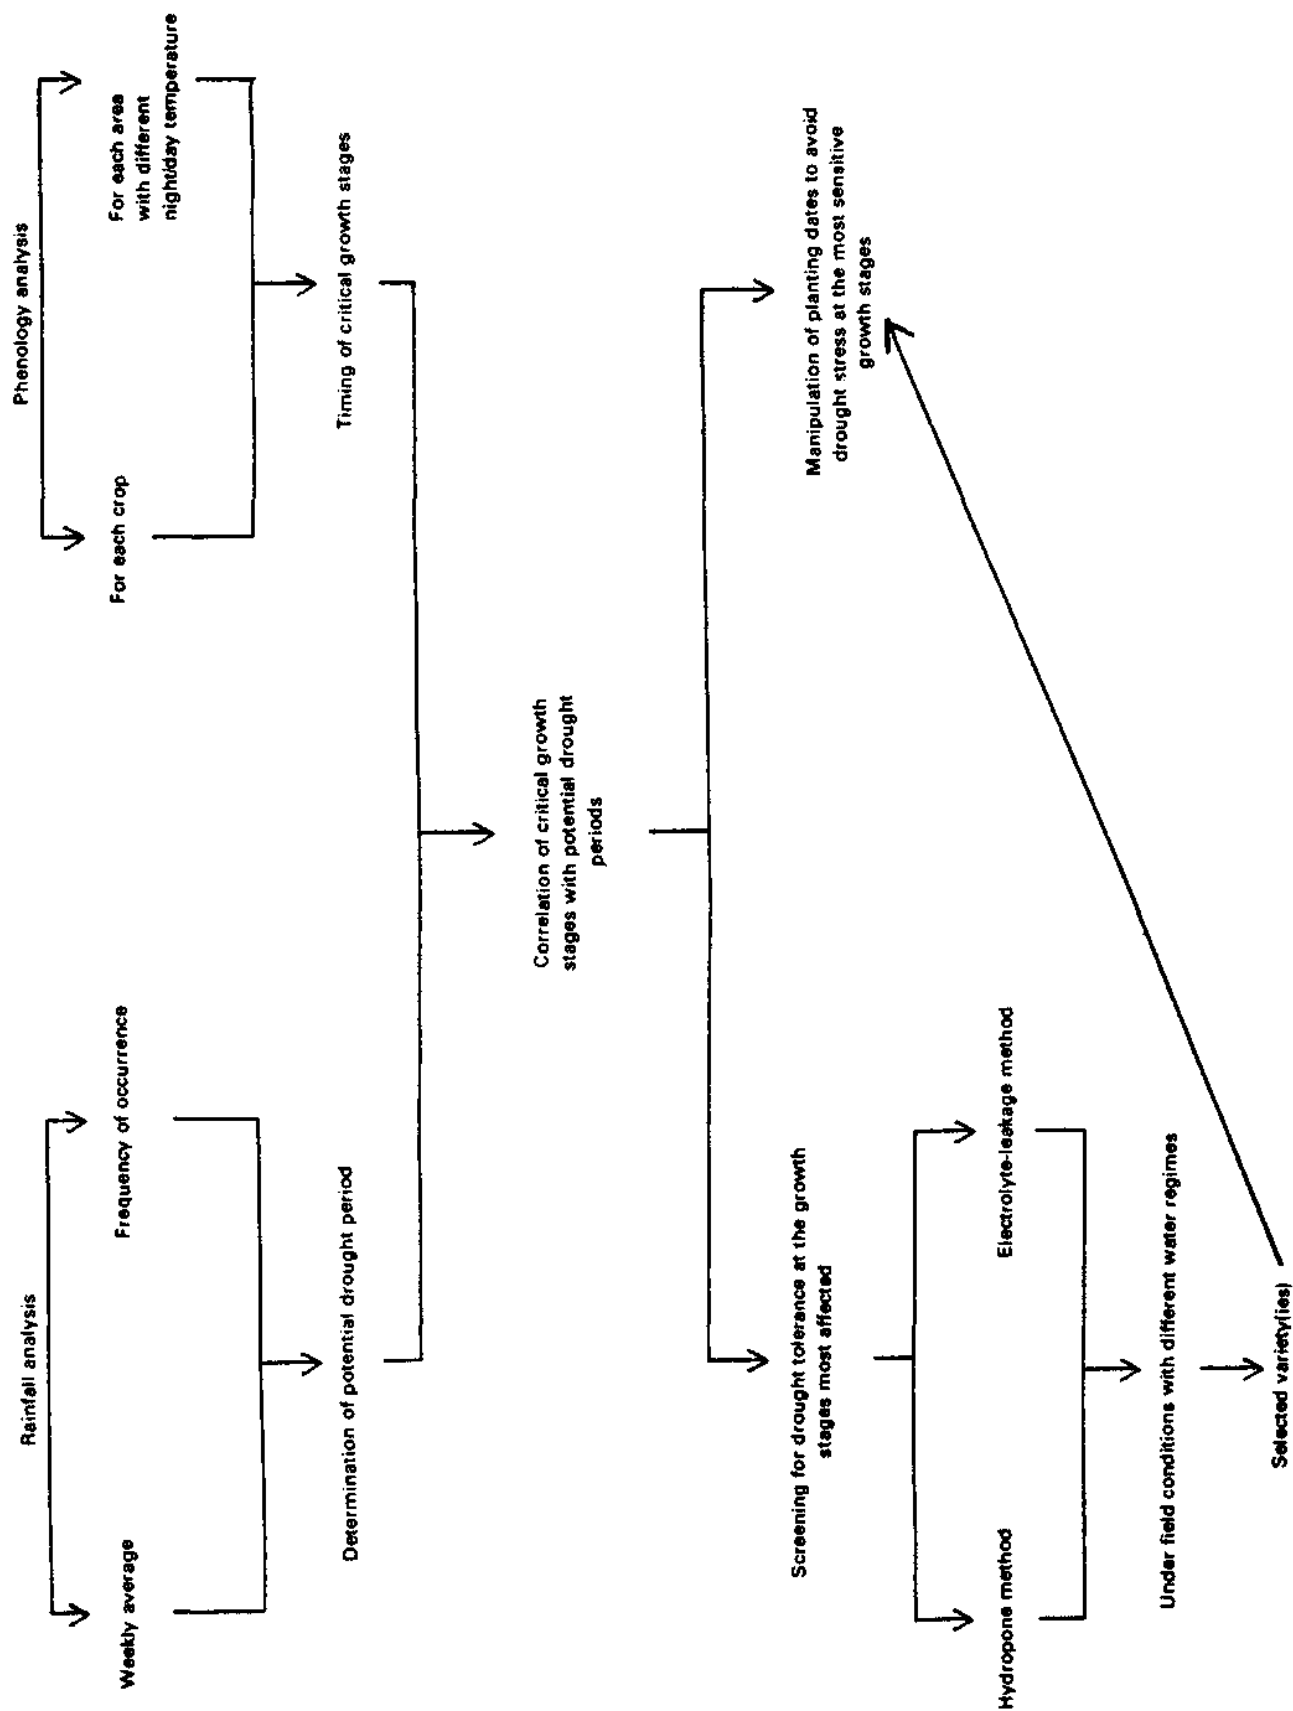 Rainfall analysis
Phenology analysis
Weekly average
Frequency of occurrence
For each crop
For each area
with different
night/day temperature
Determination of potential drought period
Timing of critical growth stages
Correlation of critical growth
stages with potential drought
periods
Screening for drought tolerance at the growth
stages most affected
Manipulation of planting dates to avoid
drought stress at the most sensitive
growth stages
Hydropone method
Electrolyte-leakage method
Under field conditions with different water regimes
Selected variety(ies)